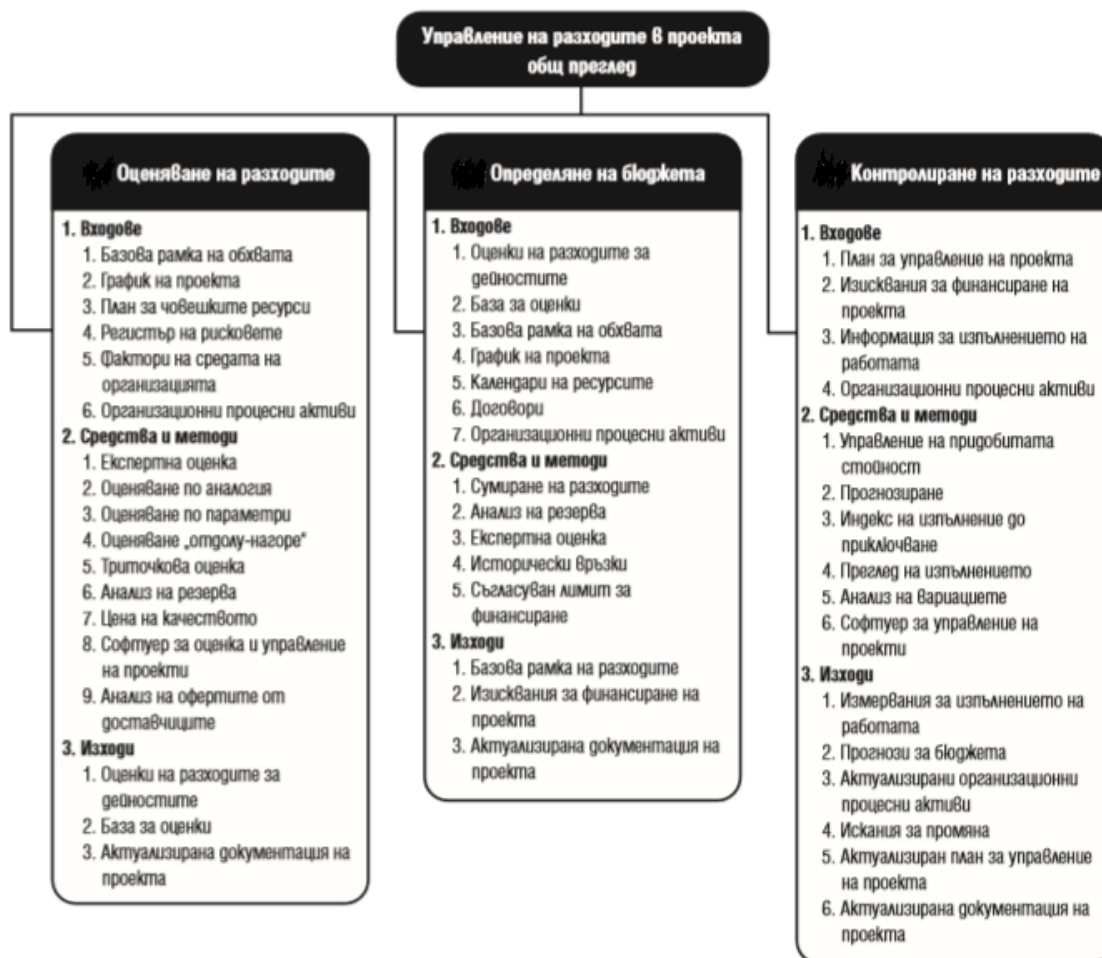 Управление на разходите в проекта
общ преглед
Оценяване на разходите
1. Входове
1. Базова рамка на обхвата
2. График на проекта
3. План за човешките ресурси
4. Регистър на рисковете
5. Фактори на средата на
организацията
6. Организационни процесни активи
2. Средства и методи
1. Експертна оценка
2. Оценяване по аналогия
3. Оценяване по параметри
4. Оценяване „отдолу-нагоре“
5. Триточкова оценка
6. Анализ на резерва
7. Цена на качеството
8. Софтуер за оценка и управление
на проекти
9. Анализ на офертите от
доставчиците
3. Изходи
1. Оценки на разходите за
дейностите
2. База за оценки
3. Актуализирана документация на
проекта
Определяне на бюджета
1. Входове
1. Оценки на разходите за
дейностите
2. База за оценки
3. Базова рамка на обхвата
4. График на проекта
5. Календари на ресурсите
6. Договори
7. Организационни процесни активи
2. Средства и методи
1. Сумиране на разходите
2. Анализ на резерва
3. Експертна оценка
4. Исторически връзки
5. Съгласуван лимит за
финансиране
3. Изходи
1. Базова рамка на разходите
2. Изисквания за финансиране на
проекта
3. Актуализирана документация на
проекта
Контролиране на разходите
1. Входове
1. План за управление на проекта
2. Изисквания за финансиране на
проекта
3. Информация за изпълнението на
работата
4. Организационни процесни активи
2. Средства и методи
1. Управление на придобитата
стойност
2. Прогнозиране
3. Индекс на изпълнение до
приключване
4. Преглед на изпълнението
5. Анализ на вариациете
6. Софтуер за управление на
проекти
3. Изходи
1. Измервания за изпълнението на
работата
2. Прогнози за бюджета
3. Актуализирани организационни
процесни активи
4. Искания за промяна
5. Актуализиран план за управление
на проекта
6. Актуализирана документация на
проекта